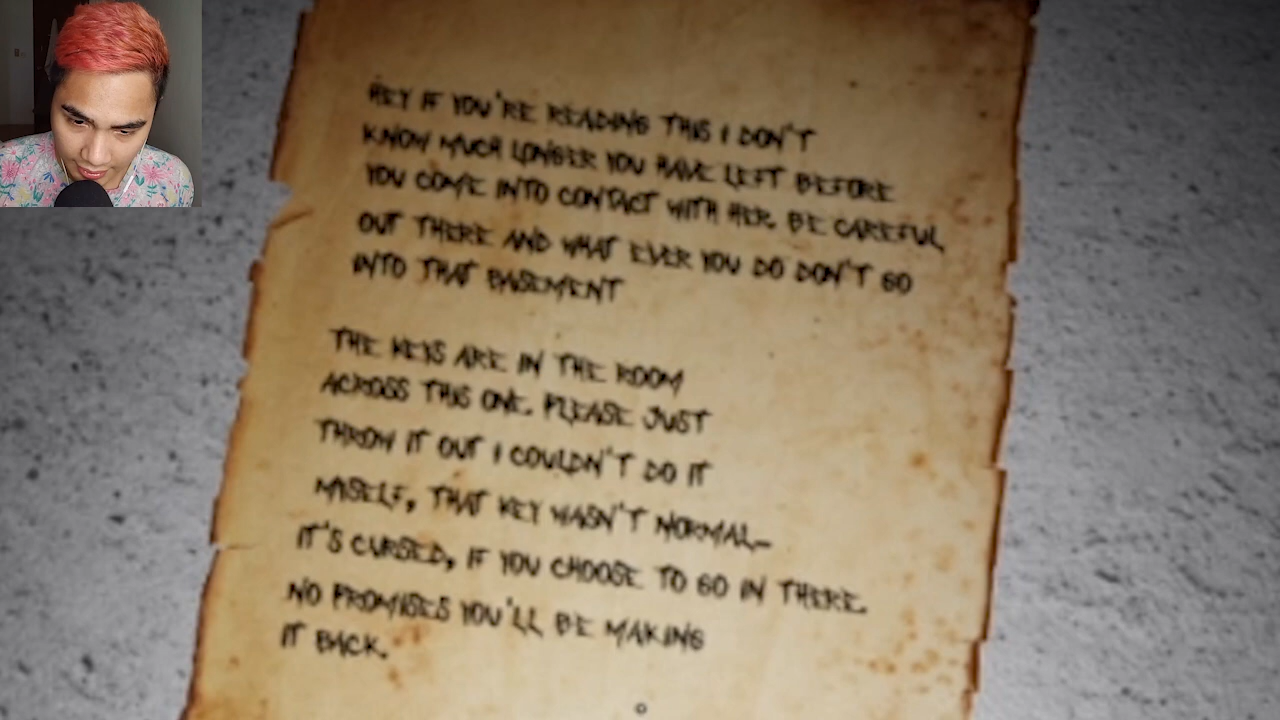 HEY IF YOU'RE READING THIS I DON'T
KNOW MUCH LONGER YOU HAVE LEFT BEFORE
YOU COME INTO CONTACT WITH HER. BE CAREFUL
OUT THERE AND WHAT EVER YOU DO DON'T GO
INTO THAT BASEMENT
THE KEYS ARE IN THE ROOM
ACROSS THIS ONE. PLEASE JUST
THROW IT OUT I COULDN'T DO IT
MYSELF, THAT KEY WASN'T NORMAL-
IT'S CURSED, IF YOU CHOOSE TO GO IN THERE.
NO PROMISES YOU'LL BE MAKING
IT BACK.